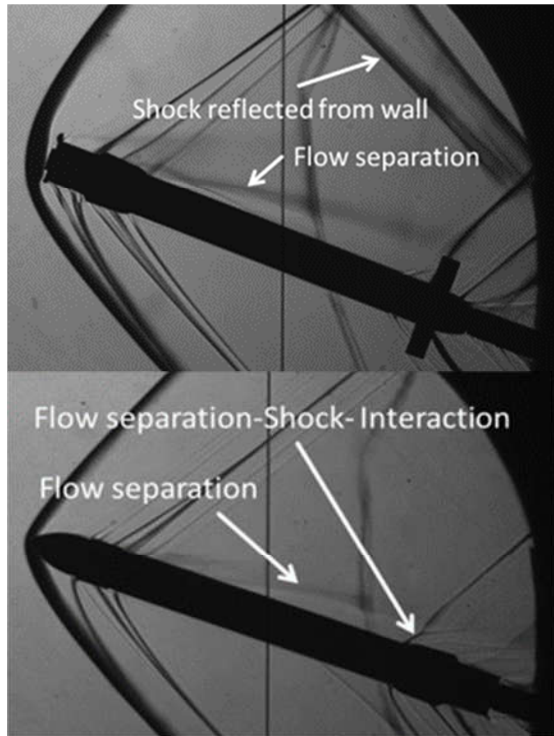 Shock reflected from wall
Flow separation
Flow separation-Shock- Interaction
Flow separation